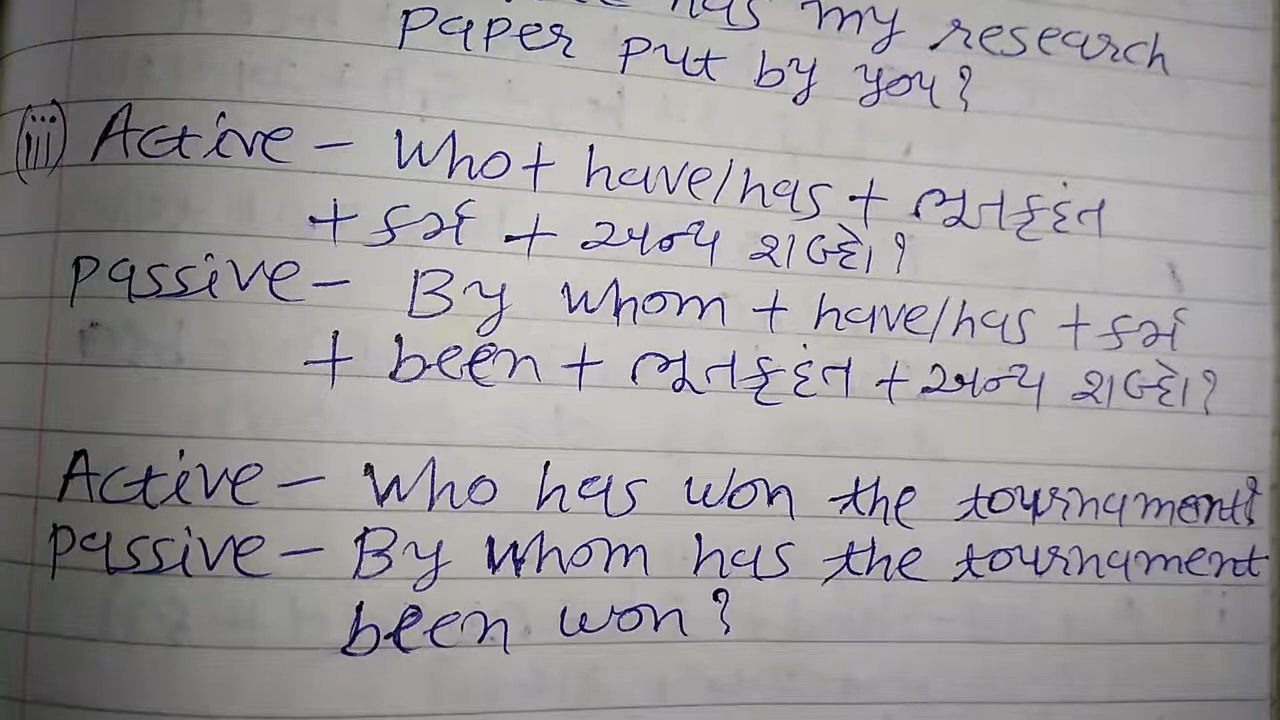 has my research
paper put by you?
(iii) Active - Who + have/has + ભૂતકૃદંત
+ કર્મ + અન્ય શબ્દો?
Passive - By whom + have/has + કર્મ
+ been + ભૂતકૃદંત + અન્ય શબ્દો?
Active - Who has won the tournament?
Passive - By whom has the tournament
been won?